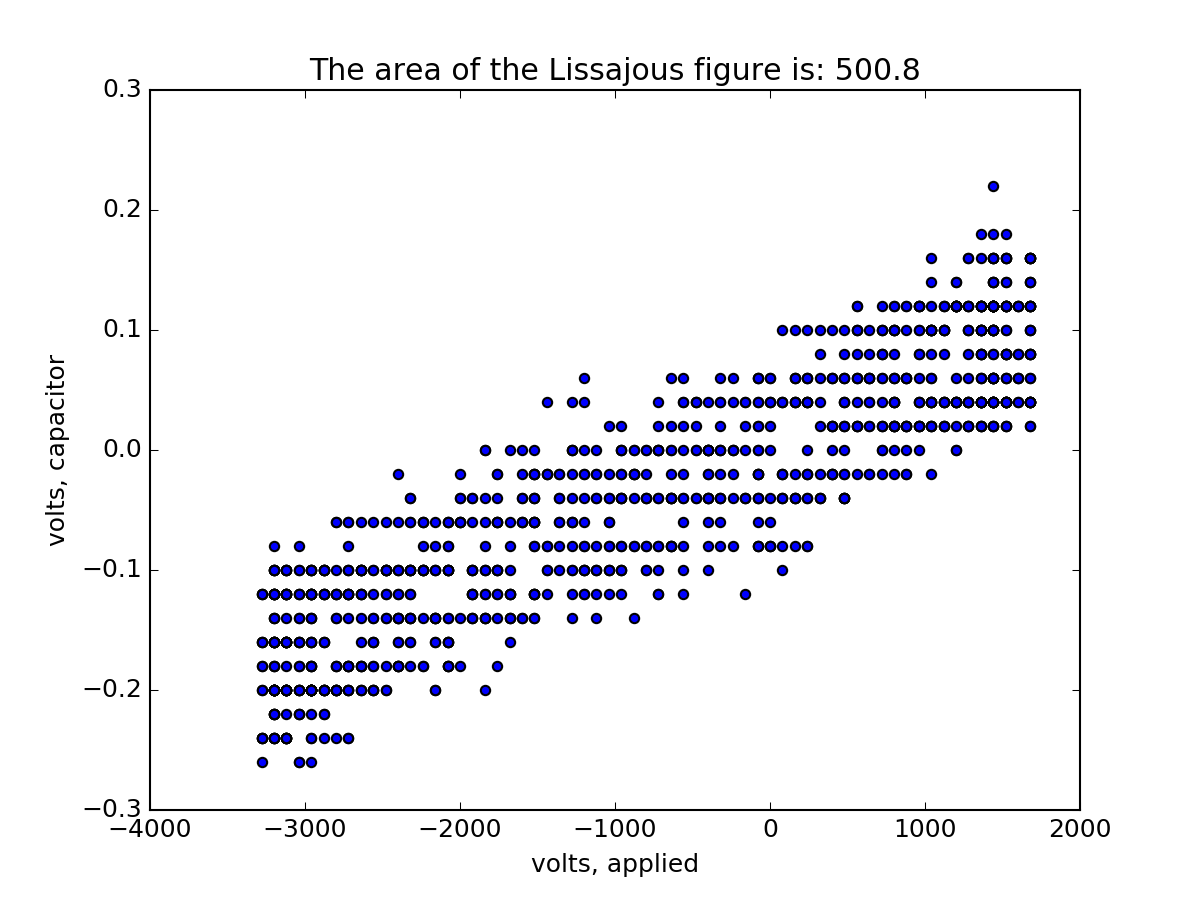 The area of the Lissajous figure is: 500.8
0.3
0.2
0.1
0.0
−0.1
−0.2
−0.3
volts, capacitor
−4000 −3000 −2000 −1000 0 1000 2000
volts, applied